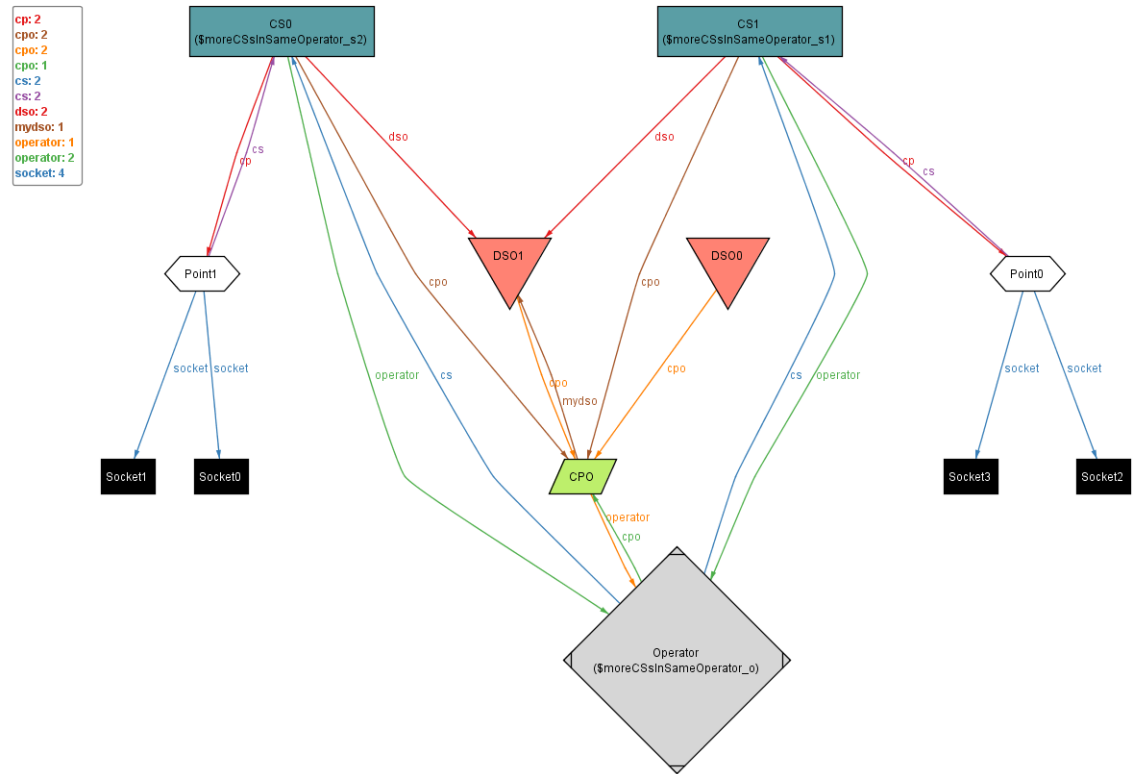 cp: 2
cpo: 2
cpo: 2
cpo: 1
cs: 2
cs: 2
dso: 2
mydso: 1
operator: 1
operator: 2
socket: 4
CS0
($moreCSsInSameOperator_s2)
CS1
($moreCSsInSameOperator_s1)
dso
dso
cs
cp
cp
cs
DSO1
DSO0
Point1
Point0
cpo
cpo
socket
socket
operator
cs
cpo
mydso
cpo
cs
operator
socket
socket
Socket1
Socket0
CPO
Socket3
Socket2
operator
cpo
Operator
($moreCSsInSameOperator_o)